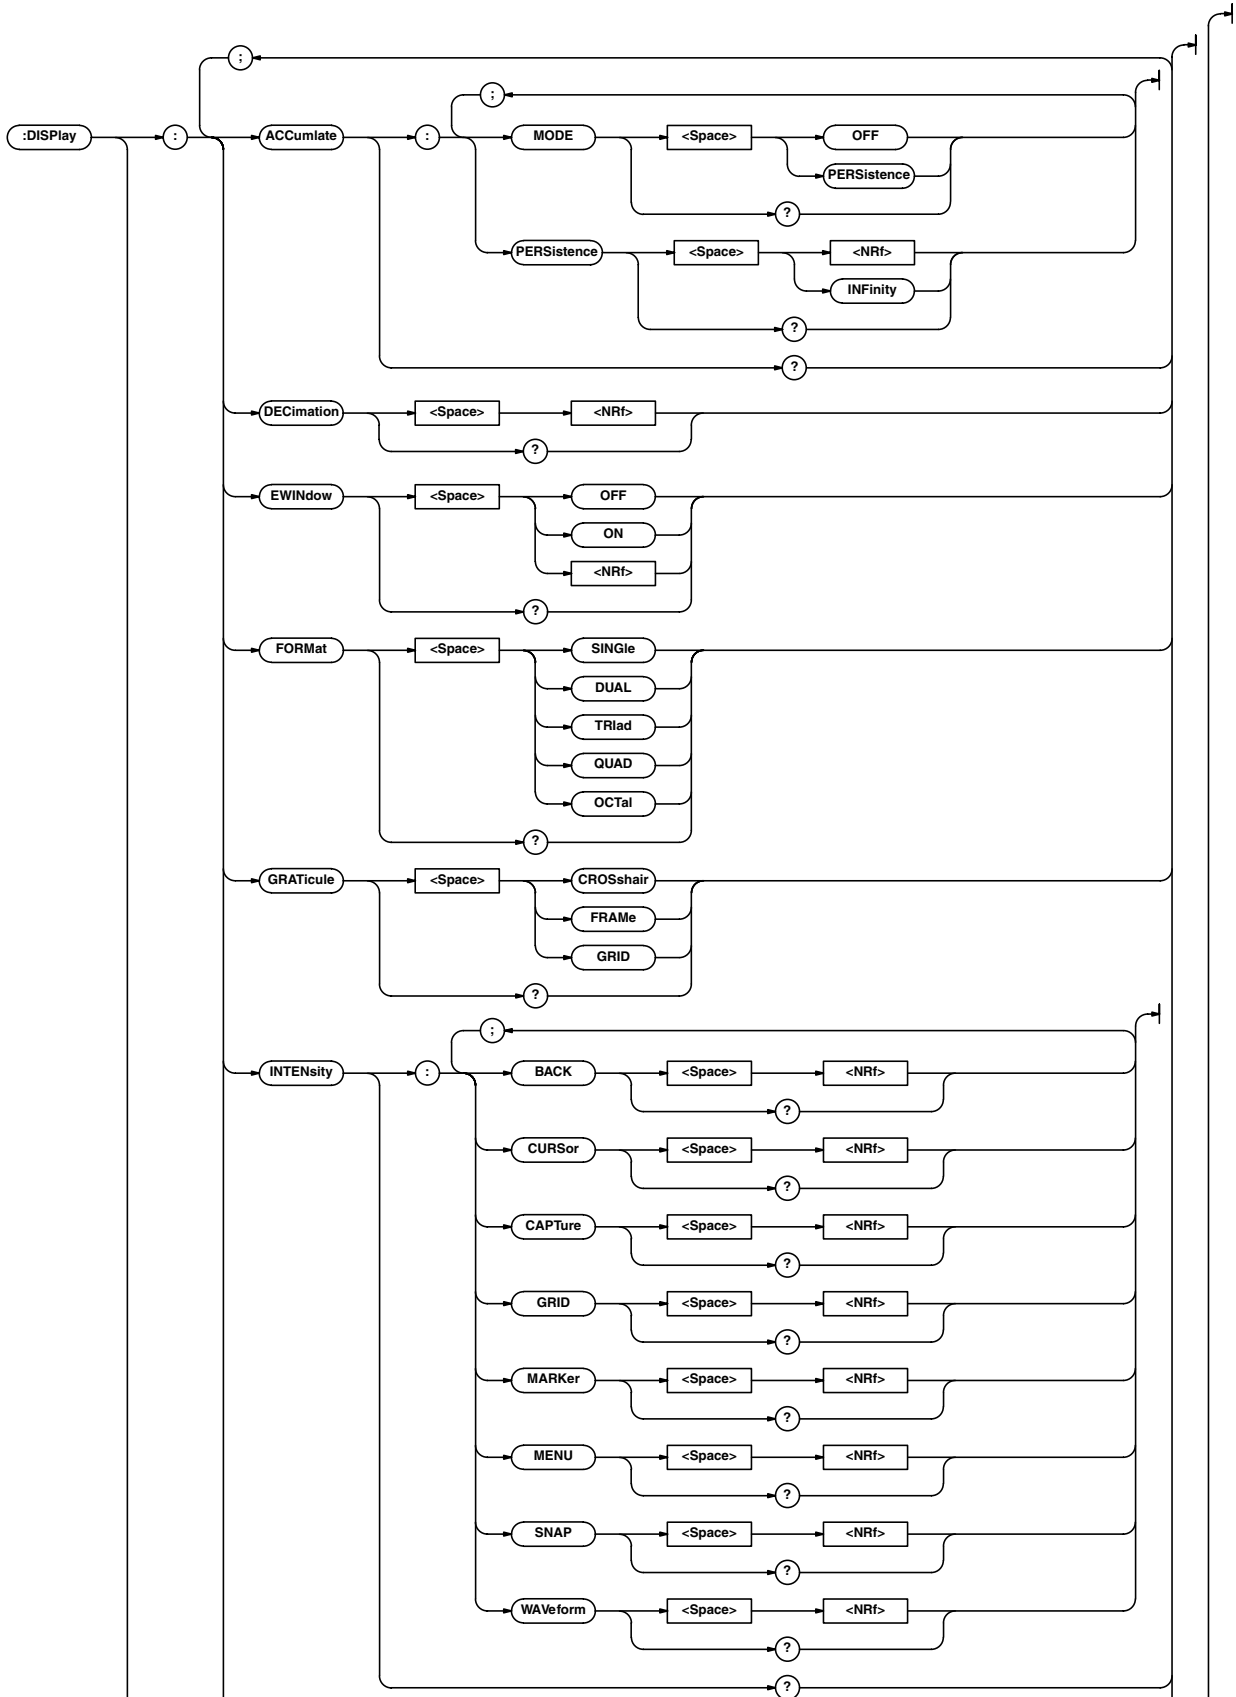 ;
;
:DISPlay : ACCumlate : MODE <Space> OFF
PERSistence
?
PERSistence <Space> <NRf>
INFinity
?
?
DECimation <Space> <NRf>
?
EWINdow <Space> OFF
ON
<NRf>
?
FORMat <Space> SINGle
DUAL
TRIad
QUAD
OCTal
?
GRATicule <Space> CROSshair
FRAMe
GRID
?
;
INTENsity : BACK <Space> <NRf>
?
CURSor <Space> <NRf>
?
CAPTure <Space> <NRf>
?
GRID <Space> <NRf>
?
MARKer <Space> <NRf>
?
MENU <Space> <NRf>
?
SNAP <Space> <NRf>
?
WAVeform <Space> <NRf>
?
?